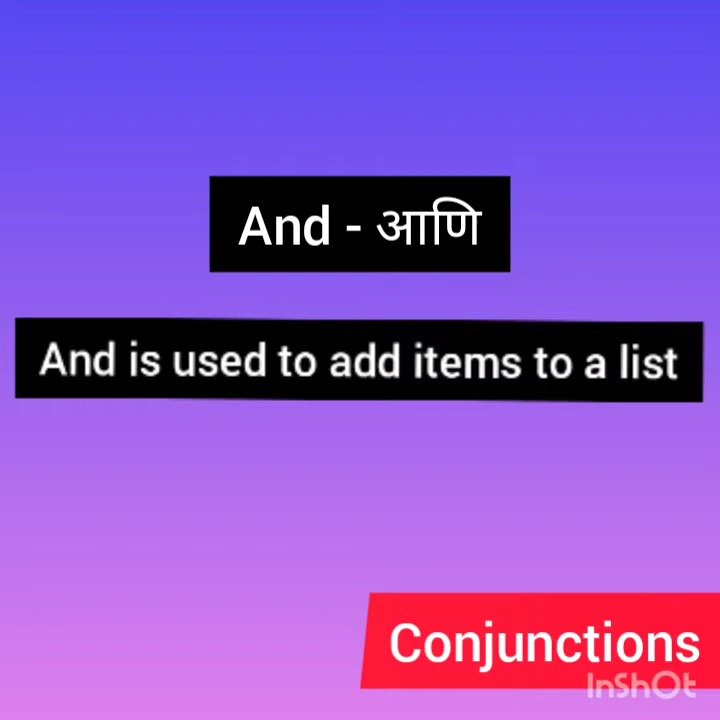 And - आणि
And is used to add items to a list
Conjunctions
InShOt